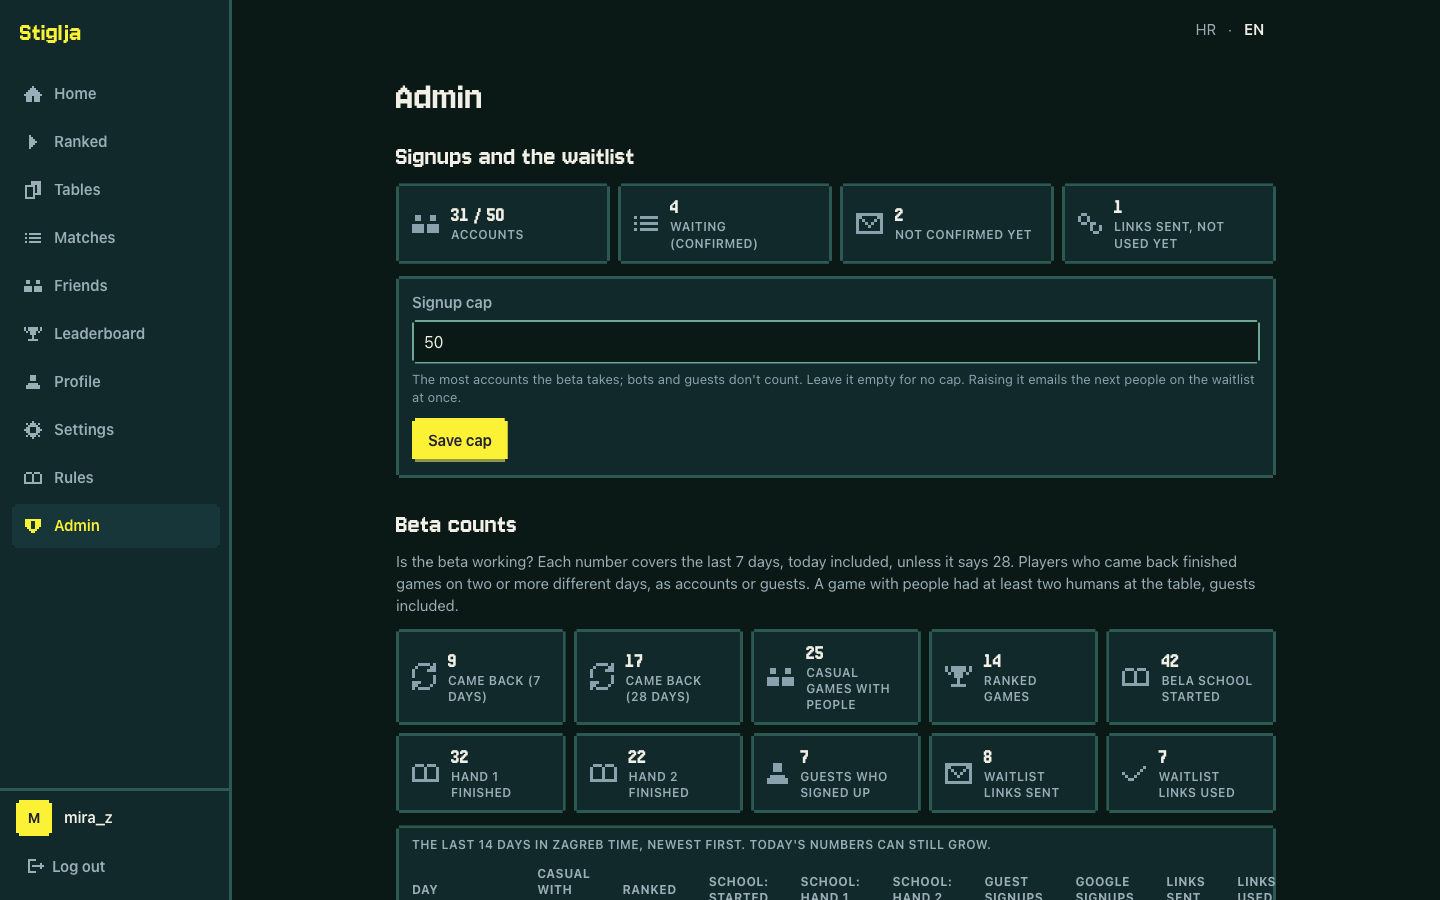 Stiglja
HR · EN
Home
Ranked
Tables
Matches
Friends
Leaderboard
Profile
Settings
Rules
Admin
M
mira_z
Log out
Admin
Signups and the waitlist
31 / 50
ACCOUNTS
4
WAITING
(CONFIRMED)
2
NOT CONFIRMED YET
1
LINKS SENT, NOT
USED YET
Signup cap
50
The most accounts the beta takes; bots and guests don't count. Leave it empty for no cap. Raising it emails the next people on the waitlist
at once.
Save cap
Beta counts
Is the beta working? Each number covers the last 7 days, today included, unless it says 28. Players who came back finished
games on two or more different days, as accounts or guests. A game with people had at least two humans at the table, guests
included.
9
CAME BACK (7
DAYS)
17
CAME BACK
(28 DAYS)
25
CASUAL
GAMES WITH
PEOPLE
14
RANKED
GAMES
42
BELA SCHOOL
STARTED
32
HAND 1
FINISHED
22
HAND 2
FINISHED
7
GUESTS WHO
SIGNED UP
8
WAITLIST
LINKS SENT
7
WAITLIST
LINKS USED
THE LAST 14 DAYS IN ZAGREB TIME, NEWEST FIRST. TODAY'S NUMBERS CAN STILL GROW.
DAY
CASUAL
WITH
RANKED
SCHOOL:
STARTED
SCHOOL:
HAND 1
SCHOOL:
HAND 2
GUEST
SIGNUPS
GOOGLE
SIGNUPS
LINKS
SENT
LINKS
USED